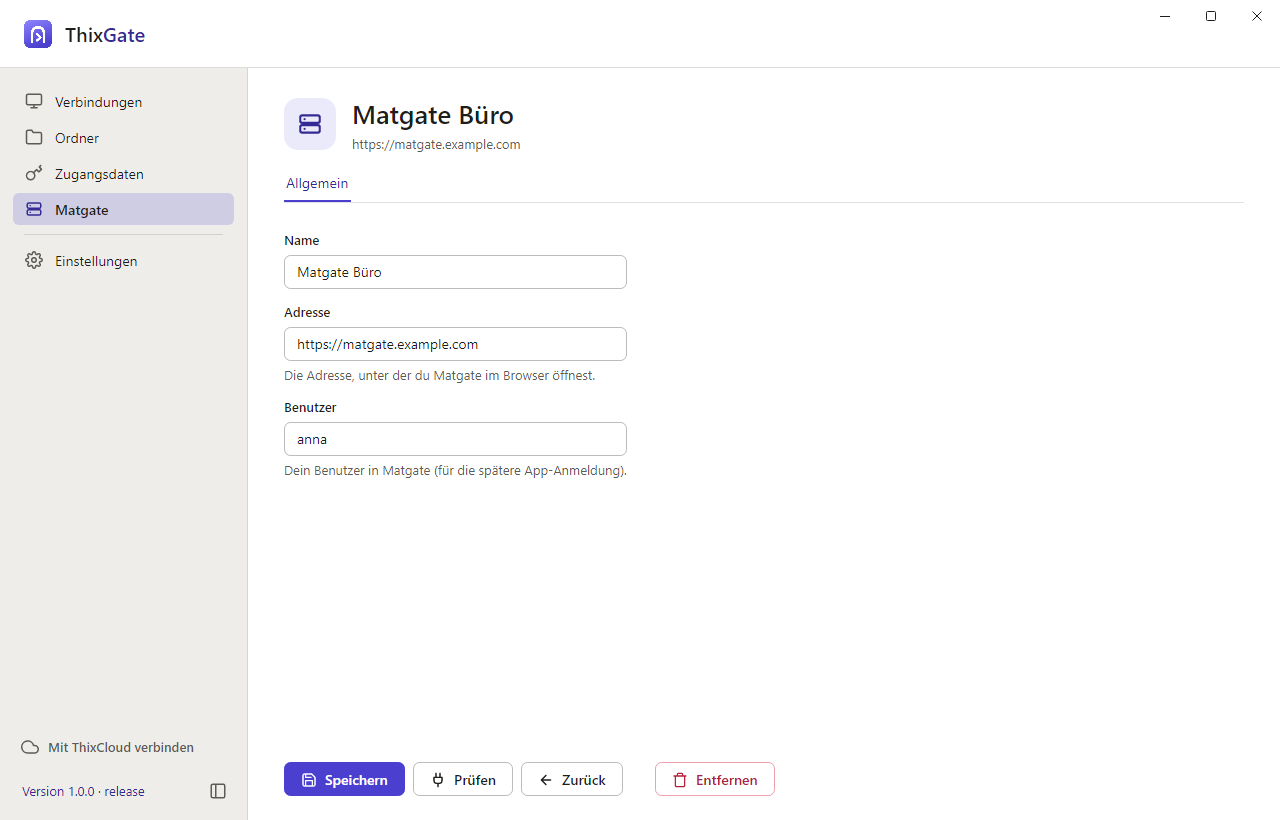 ThixGate
Verbindungen
Ordner
Zugangsdaten
Matgate
Einstellungen
Mit ThixCloud verbinden
Version 1.0.0 · release
Matgate Büro
https://matgate.example.com
Allgemein
Name
Matgate Büro
Adresse
https://matgate.example.com
Die Adresse, unter der du Matgate im Browser öffnest.
Benutzer
anna
Dein Benutzer in Matgate (für die spätere App-Anmeldung).
Speichern
Prüfen
Zurück
Entfernen